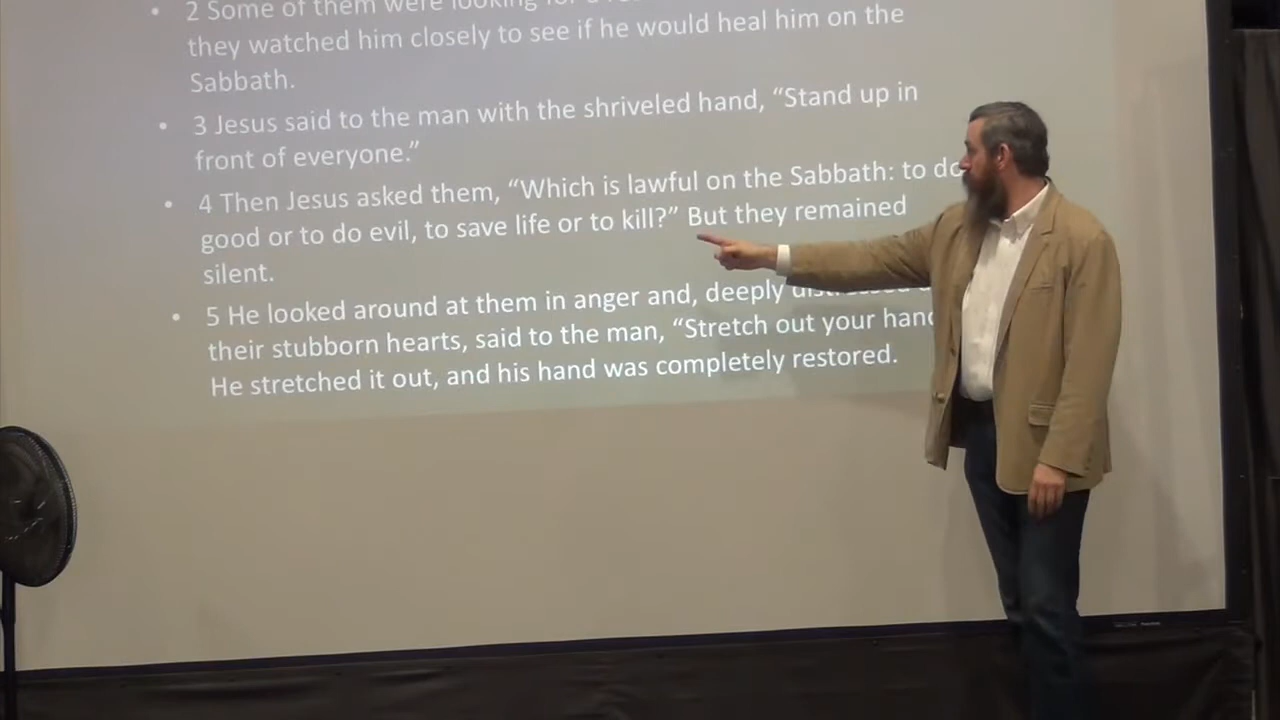 • 2 Some of them were looking for a
they watched him closely to see if he would heal him on the
Sabbath.
• 3 Jesus said to the man with the shriveled hand, “Stand up in
front of everyone.”
• 4 Then Jesus asked them, “Which is lawful on the Sabbath: to do
good or to do evil, to save life or to kill?” But they remained
silent.
• 5 He looked around at them in anger and, deeply
their stubborn hearts, said to the man, “Stretch out your hand
He stretched it out, and his hand was completely restored.